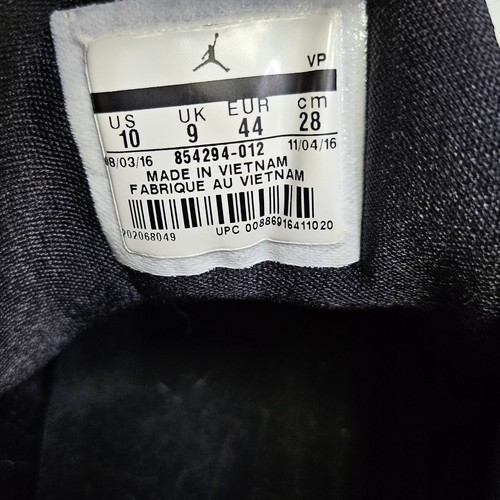 VP
US UK EUR cm
10 9 44 28
08/03/16 854294-012 11/04/16
MADE IN VIETNAM
FABRIQUE AU VIETNAM
202068049 UPC 00886916411020